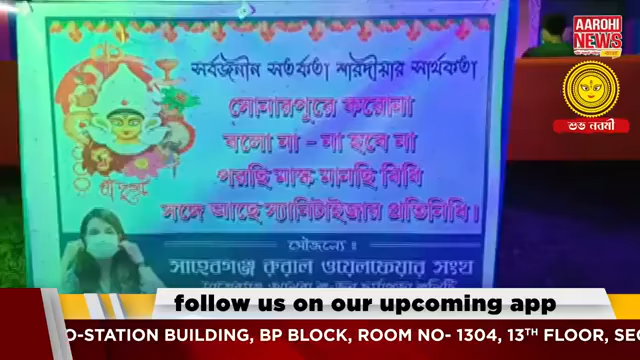 সর্বজনীন সতর্কতা শারদীয়ার সার্থকতা
সোনারপুরে করোনা
বলো না - না হবে না
পরছি মাস্ক মানছি বিধি
সঙ্গে আছে স্যানিটাইজার প্রতিনিধি।
সৌজন্যে :
সাহেবগঞ্জ রুরাল ওয়েলফেয়ার সংঘ
শ্রী দুর্গা
AAROHI
NEWS
শুভ নবমী
follow us on our upcoming app
O-STATION BUILDING, BP BLOCK, ROOM NO- 1304, 13TH FLOOR, SEC